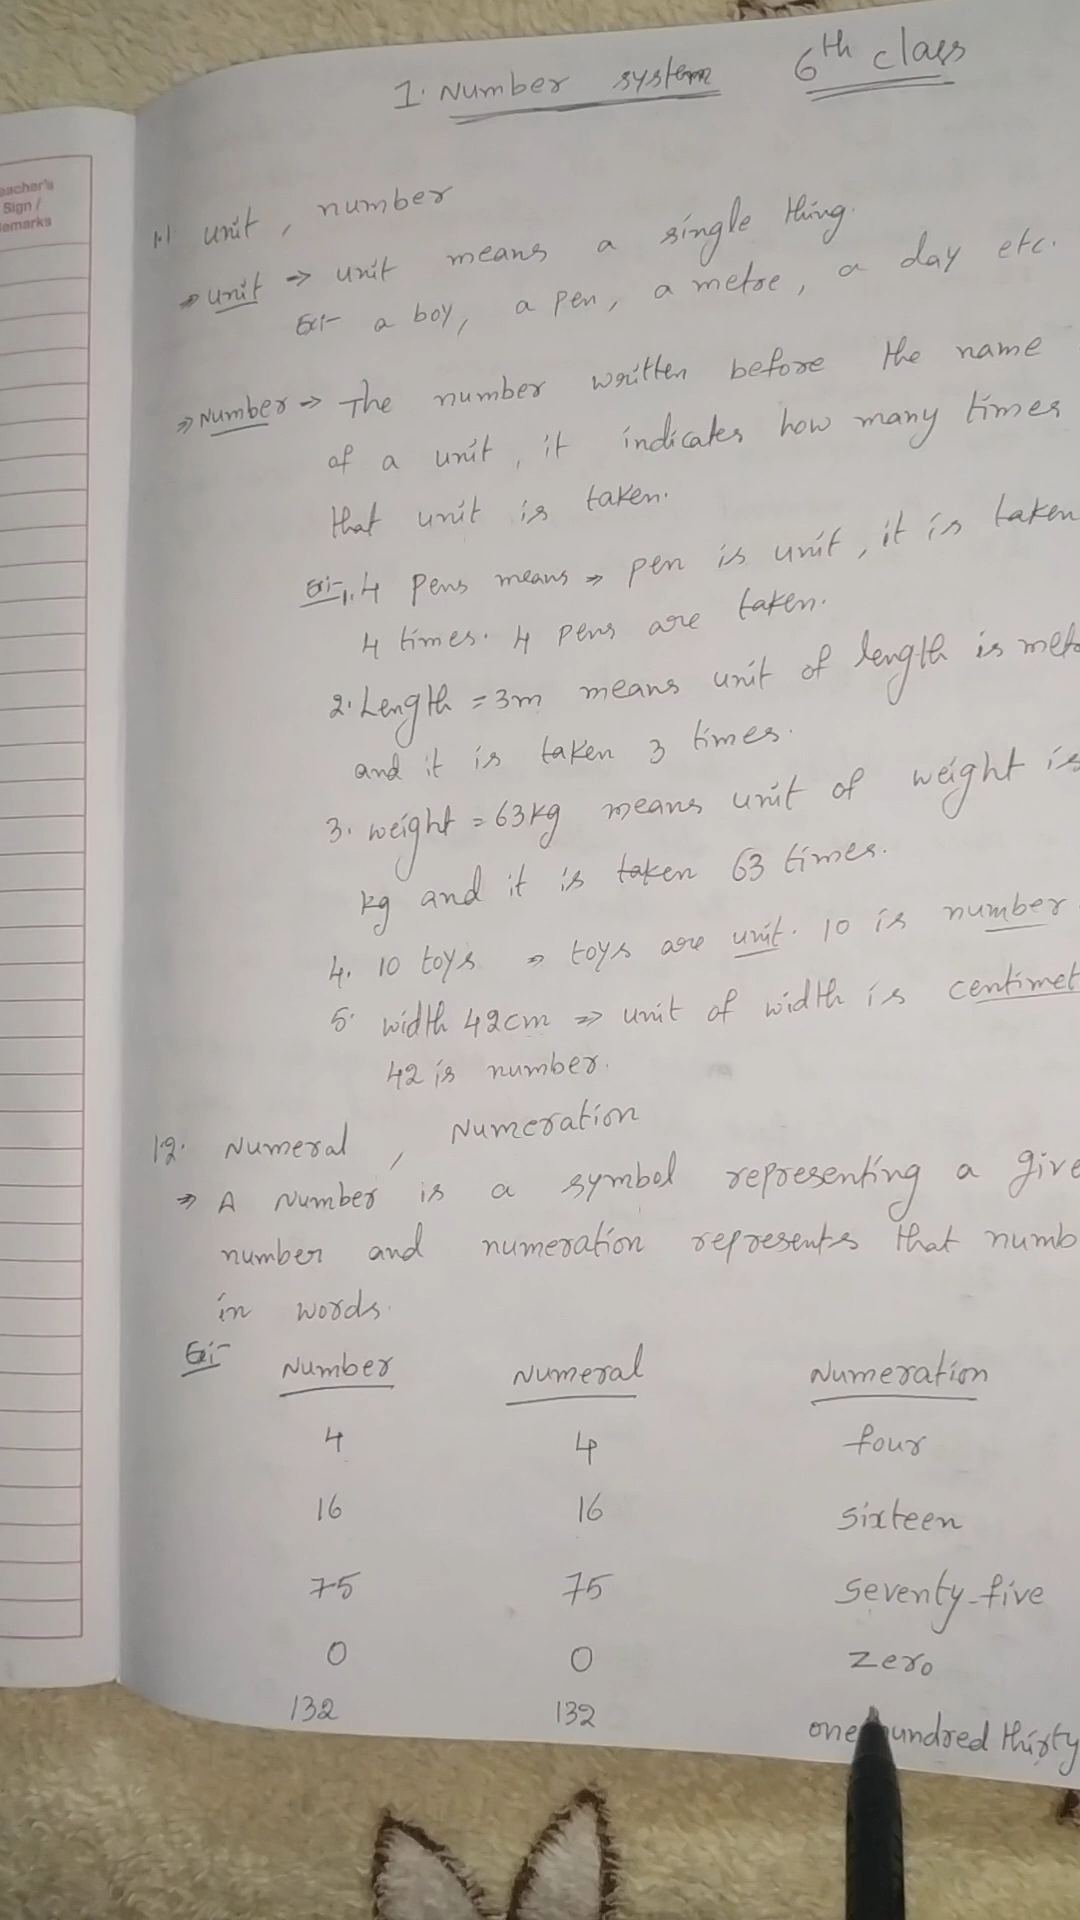 1. Number system 6th class
eacher's
Sign /
emarks
1.1 unit, number
⇒ unit → unit means a single thing.
Ex:- a boy, a pen, a metre, a day etc.
⇒ Number → The number written before the name
of a unit, it indicates how many times
that unit is taken.
Ex:- 1. 4 Pens means ⇒ pen is unit, it is taken
4 times. 4 pens are taken.
2. Length = 3m means unit of length is met
and it is taken 3 times.
3. weight = 63kg means unit of weight is
kg and it is taken 63 times.
4. 10 toys ⇒ toys are unit. 10 is number
5. width 42cm ⇒ unit of width is centimet
42 is number.
1.2. Numeral, Numeration
⇒ A Number is a symbol representing a give
number and numeration represents that numb
in words.
Ex:- Number Numeral Numeration
4 4 four
16 16 sixteen
75 75 seventy-five
0 0 zero
132 132 one hundred thirty